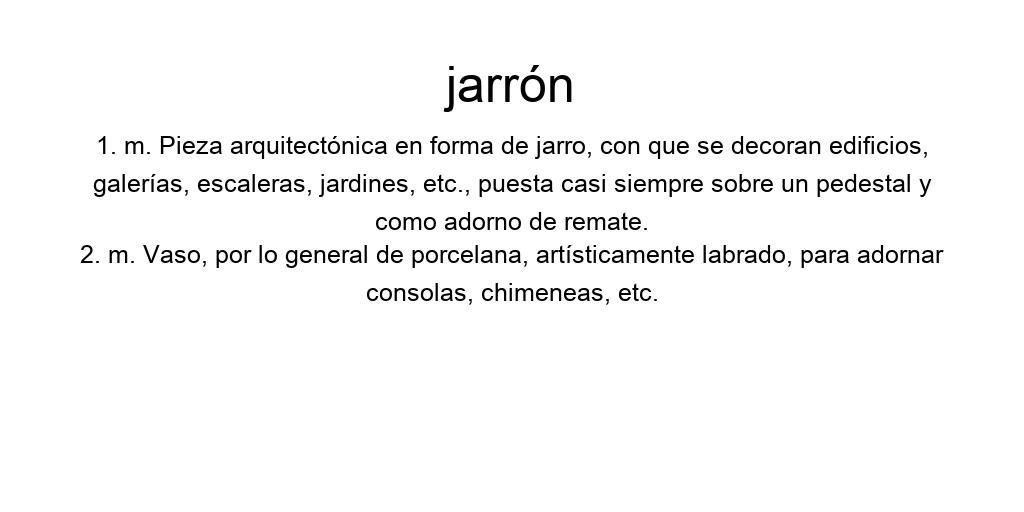 jarrón
1. m. Pieza arquitectónica en forma de jarro, con que se decoran edificios,
galerías, escaleras, jardines, etc., puesta casi siempre sobre un pedestal y
como adorno de remate.
2. m. Vaso, por lo general de porcelana, artísticamente labrado, para adornar
consolas, chimeneas, etc.